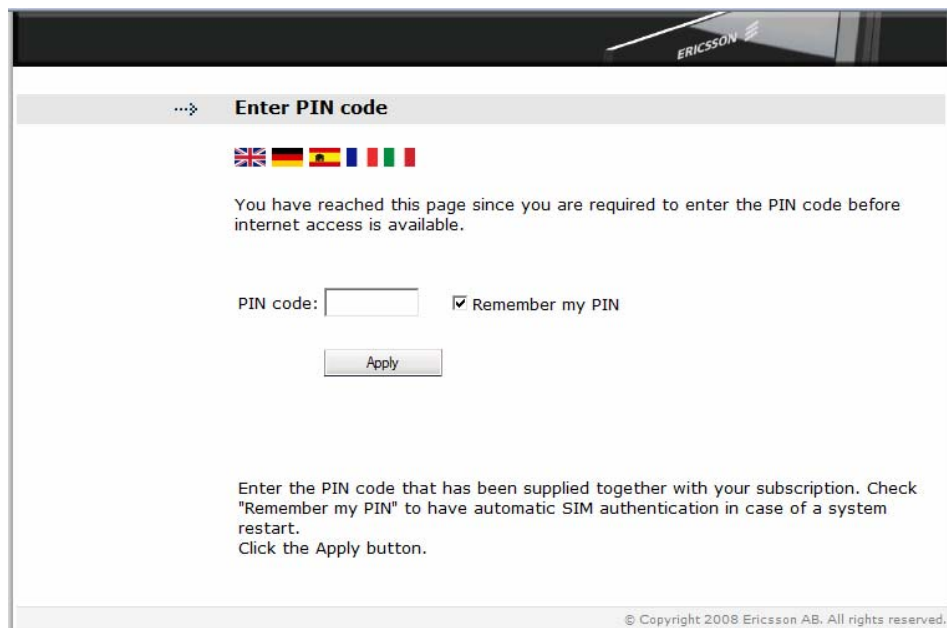 ERICSSON
Enter PIN code
You have reached this page since you are required to enter the PIN code before
internet access is available.
PIN code:
Remember my PIN
Apply
Enter the PIN code that has been supplied together with your subscription. Check
"Remember my PIN" to have automatic SIM authentication in case of a system
restart.
Click the Apply button.
© Copyright 2008 Ericsson AB. All rights reserved.